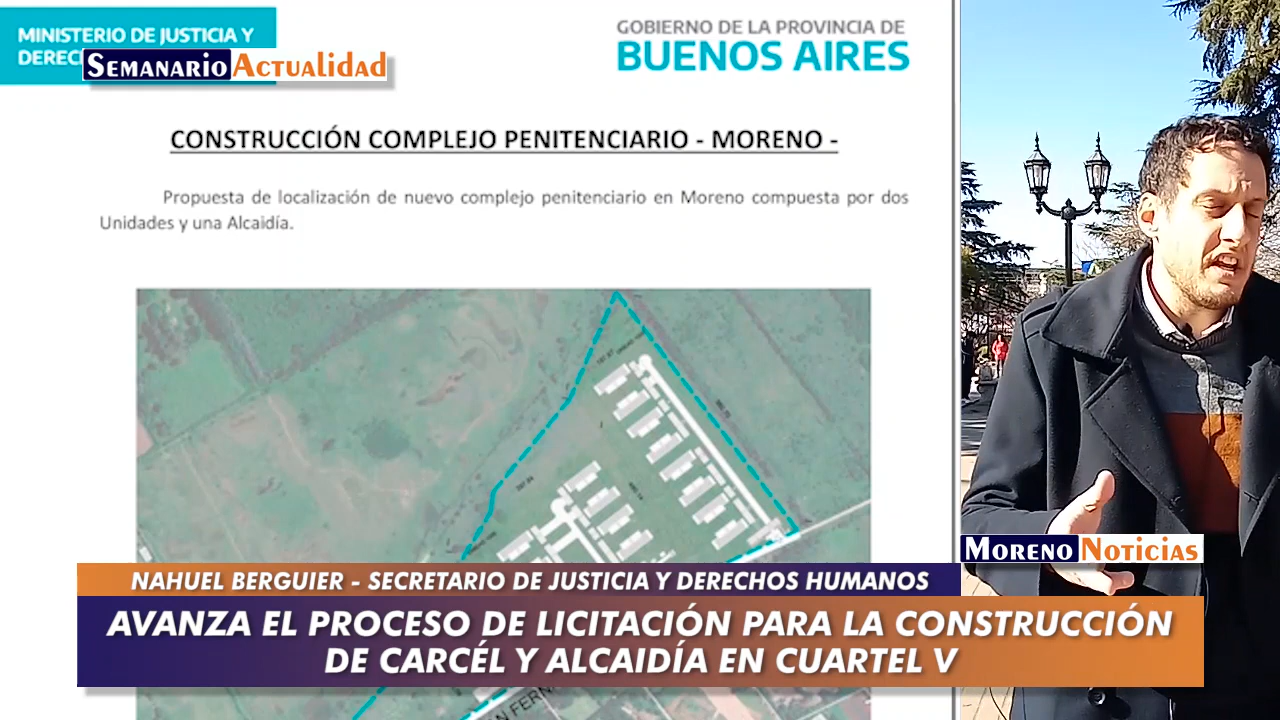 MINISTERIO DE JUSTICIA Y
DEREC
SEMANARIO ACTUALIDAD
GOBIERNO DE LA PROVINCIA DE
BUENOS AIRES
CONSTRUCCIÓN COMPLEJO PENITENCIARIO - MORENO -
Propuesta de localización de nuevo complejo penitenciario en Moreno compuesta por dos
Unidades y una Alcaidía.
MORENO NOTICIAS
NAHUEL BERGUIER - SECRETARIO DE JUSTICIA Y DERECHOS HUMANOS
AVANZA EL PROCESO DE LICITACIÓN PARA LA CONSTRUCCIÓN
DE CARCÉL Y ALCAIDÍA EN CUARTEL V